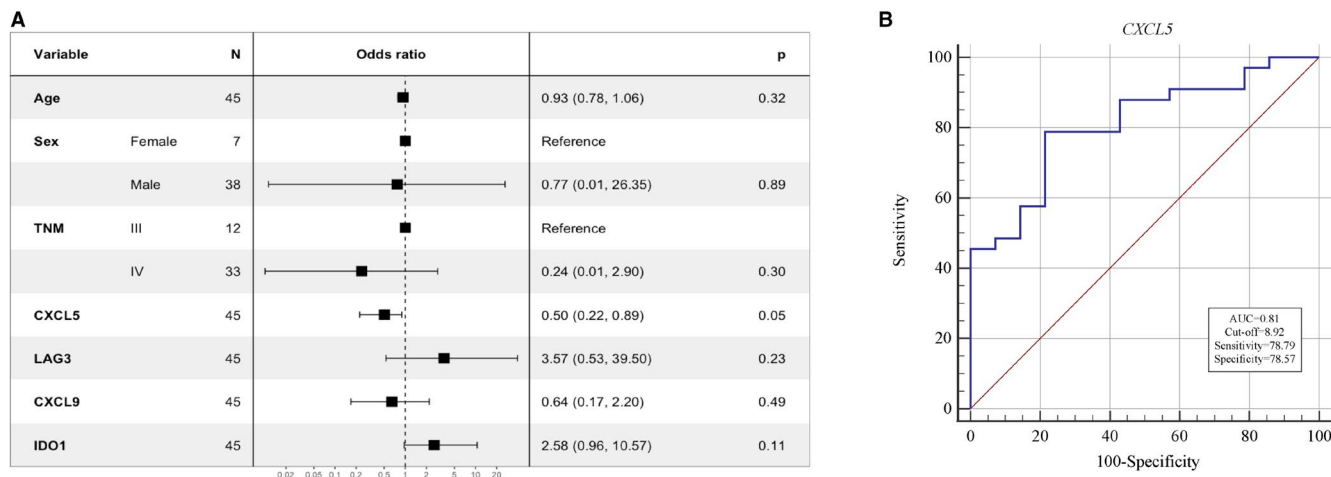 A
Variable N Odds ratio p
Age 45 0.93 (0.78, 1.06) 0.32
Sex Female 7 Reference
Male 38 0.77 (0.01, 26.35) 0.89
TNM III 12 Reference
IV 33 0.24 (0.01, 2.90) 0.30
CXCL5 45 0.50 (0.22, 0.89) 0.05
LAG3 45 3.57 (0.53, 39.50) 0.23
CXCL9 45 0.64 (0.17, 2.20) 0.49
IDO1 45 2.58 (0.96, 10.57) 0.11
0.02 0.05 0.1 0.2 0.5 1 2 5 10 20
B
CXCL5
100
80
60
40
20
0
Sensitivity
AUC=0.81
Cut-off=8.92
Sensitivity=78.79
Specificity=78.57
0 20 40 60 80 100
100-Specificity